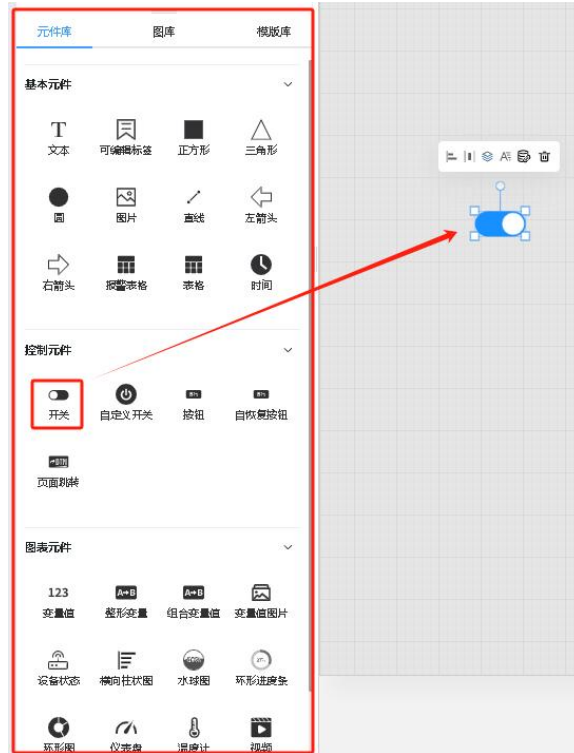 元件库 图库 模版库
基本元件
T
文本 可编辑标签 正方形 三角形
圆 图片 直线 左箭头
右箭头 报警表格 表格 时间
控制元件
开关 自定义开关 按钮 自恢复按钮
页面跳转
图表元件
123 A→B A→B
变量值 整形变量 组合变量值 变量值图片
设备状态 横向柱状图 水球图 环形进度条
环形图 仪表盘 温度计 视频